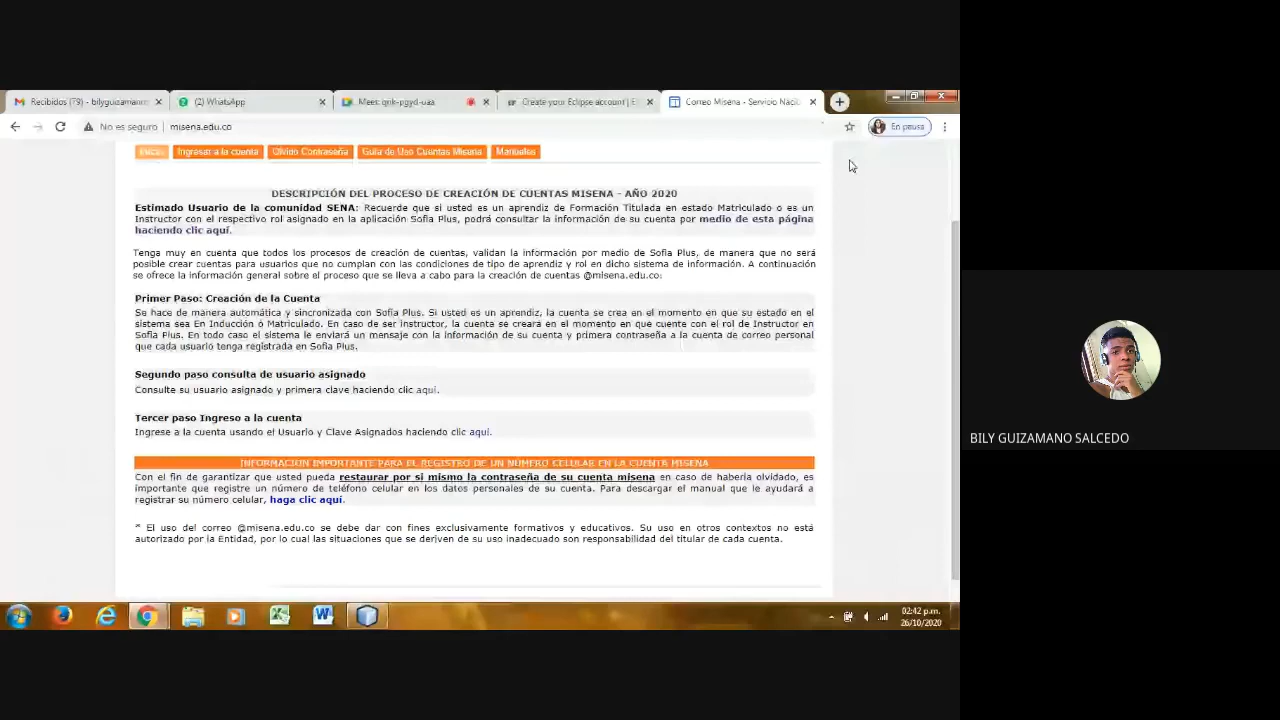 Recibidos (79) - bilyguizamano
(2) WhatsApp
Meet: qnk-pgyd-uaa
Create your Eclipse account | E
Correo Misena - Servicio Naci
No es seguro | misena.edu.co
En pausa
Inicio
Ingresar a la cuenta
Olvido Contraseña
Guia de Uso Cuentas Misena
Manuales
DESCRIPCIÓN DEL PROCESO DE CREACIÓN DE CUENTAS MISENA - AÑO 2020
Estimado Usuario de la comunidad SENA: Recuerde que si usted es un aprendiz de Formación Titulada en estado Matriculado o es un
Instructor con el respectivo rol asignado en la aplicación Sofia Plus, podrá consultar la información de su cuenta por medio de esta página
haciendo clic aquí.
Tenga muy en cuenta que todos los procesos de creación de cuentas, validan la información por medio de Sofia Plus, de manera que no será
posible crear cuentas para usuarios que no cumplan con las condiciones de tipo de aprendiz y rol en dicho sistema de información. A continuación
se ofrece la información general sobre el proceso que se lleva a cabo para la creación de cuentas @misena.edu.co:
Primer Paso: Creación de la Cuenta
Se hace de manera automática y sincronizada con Sofia Plus. Si usted es un aprendiz, la cuenta se crea en el momento en que su estado en el
sistema sea En Inducción ó Matriculado. En caso de ser instructor, la cuenta se creará en el momento en que cuente con el rol de Instructor en
Sofia Plus. En todo caso el sistema le enviará un mensaje con la información de su cuenta y primera contraseña a la cuenta de correo personal
que cada usuario tenga registrada en Sofia Plus.
Segundo paso consulta de usuario asignado
Consulte su usuario asignado y primera clave haciendo clic aquí.
Tercer paso Ingreso a la cuenta
Ingrese a la cuenta usando el Usuario y Clave Asignados haciendo clic aquí.
INFORMACION IMPORTANTE PARA EL REGISTRO DE UN NÚMERO CELULAR EN LA CUENTA MISENA
Con el fin de garantizar que usted pueda restaurar por si mismo la contraseña de su cuenta misena en caso de haberla olvidado, es
importante que registre un número de teléfono celular en los datos personales de su cuenta. Para descargar el manual que le ayudará a
registrar su número celular, haga clic aquí.
* El uso del correo @misena.edu.co se debe dar con fines exclusivamente formativos y educativos. Su uso en otros contextos no está
autorizado por la Entidad, por lo cual las situaciones que se deriven de su uso inadecuado son responsabilidad del titular de cada cuenta.
BILY GUIZAMANO SALCEDO
02:42 p.m.
26/10/2020